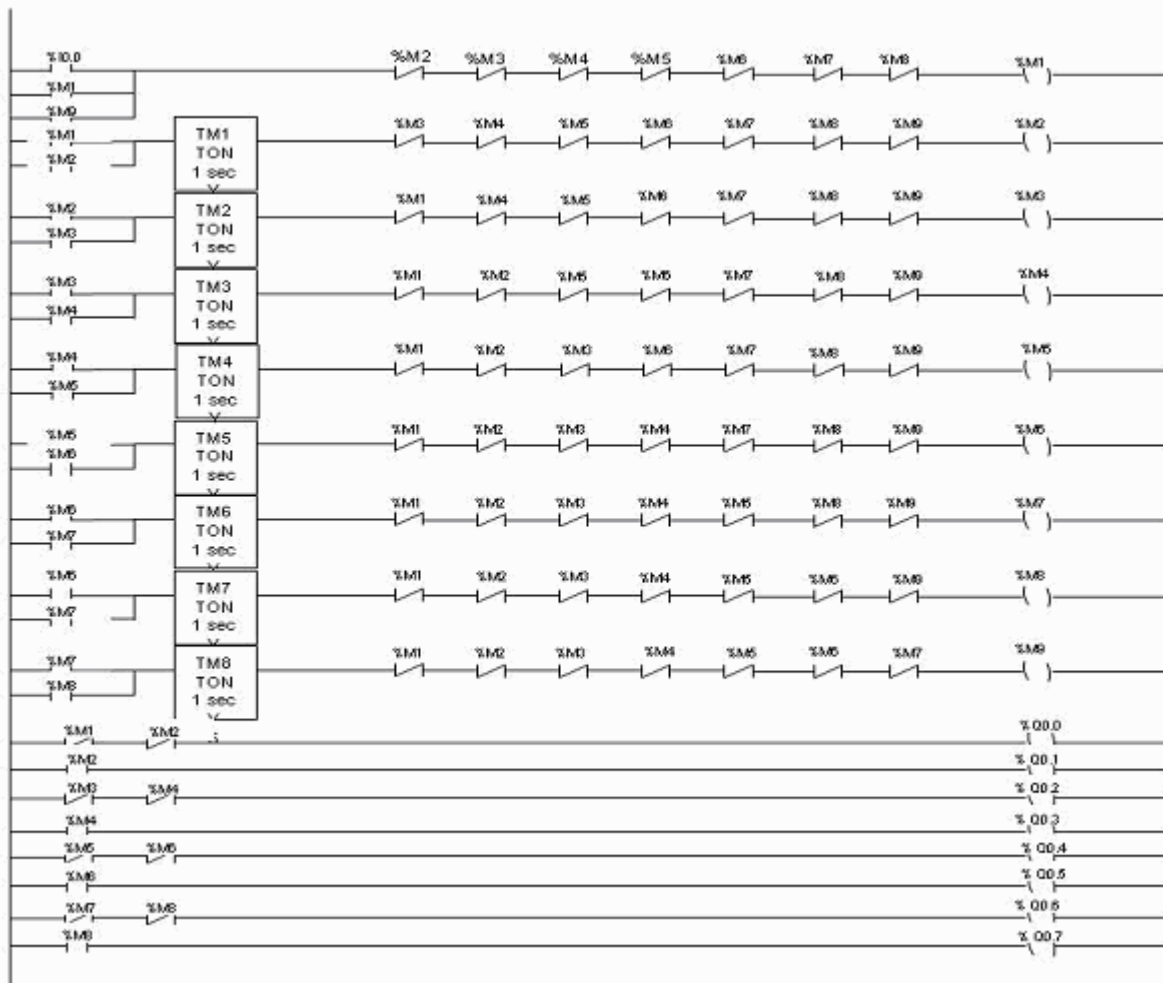 %I0.0
%M2 %M3 %M4 %M5 %M6 %M7 %M8 %M1
%M1
%M9
%M1 TM1 %M3 %M4 %M5 %M6 %M7 %M8 %M9 %M2
%M2 TON
1 sec
%M2 TM2 %M1 %M4 %M5 %M6 %M7 %M8 %M9 %M3
%M3 TON
1 sec
%M3 TM3 %M1 %M2 %M5 %M6 %M7 %M8 %M9 %M4
%M4 TON
1 sec
%M4 TM4 %M1 %M2 %M3 %M6 %M7 %M8 %M9 %M5
%M5 TON
1 sec
%M5 TM5 %M1 %M2 %M3 %M4 %M7 %M8 %M9 %M6
%M6 TON
1 sec
%M6 TM6 %M1 %M2 %M3 %M4 %M5 %M8 %M9 %M7
%M7 TON
1 sec
%M6 TM7 %M1 %M2 %M3 %M4 %M5 %M6 %M9 %M8
%M7 TON
1 sec
%M7 TM8 %M1 %M2 %M3 %M4 %M5 %M6 %M7 %M9
%M8 TON
1 sec
%M1 %M2 % Q0.0
%M2 % Q0.1
%M3 %M4 % Q0.2
%M4 % Q0.3
%M5 %M6 % Q0.4
%M6 % Q0.5
%M7 %M8 % Q0.6
%M8 % Q0.7